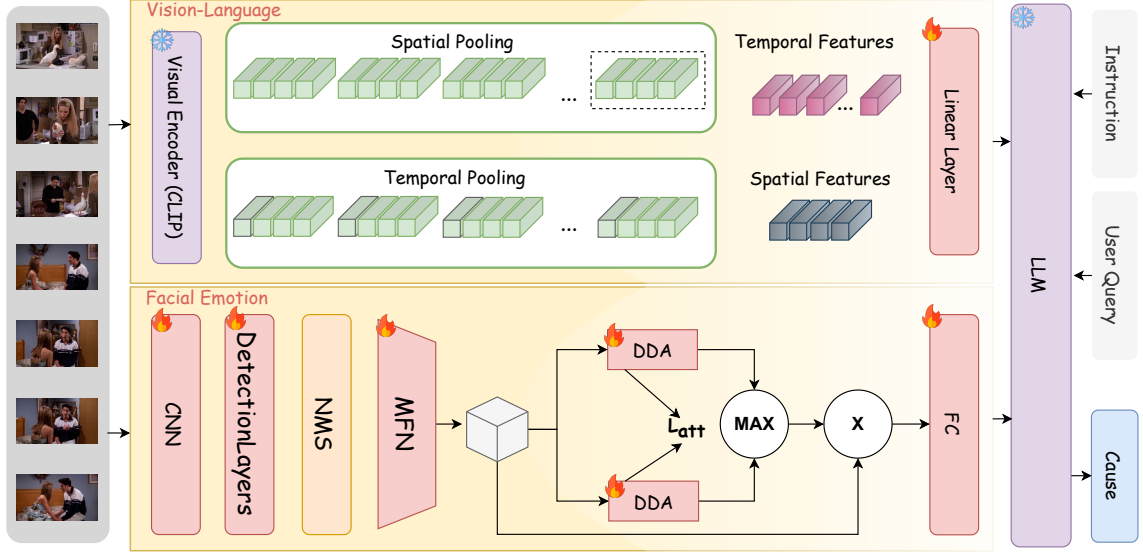 Vision-Language
Visual Encoder (CLIP)
Spatial Pooling
...
Temporal Pooling
...
Temporal Features
...
Spatial Features
Linear Layer
Facial Emotion
CNN
DetectionLayers
NMS
MFN
DDA
Latt
DDA
MAX
X
FC
LLM
Instruction
User Query
Cause